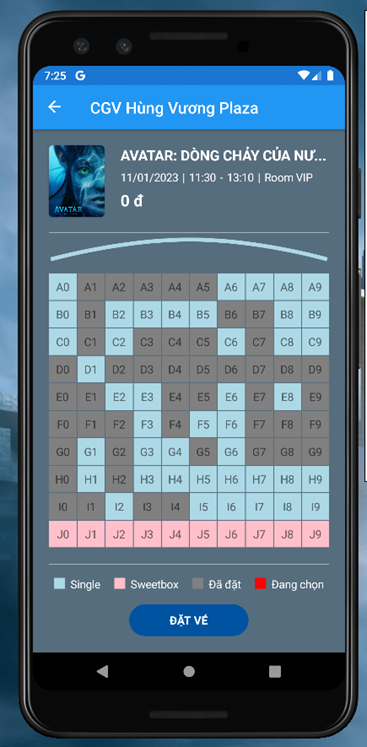 7:25 G
CGV Hùng Vương Plaza
AVATAR
AVATAR: DÒNG CHẢY CỦA NƯ...
11/01/2023 | 11:30 - 13:10 | Room VIP
0 đ
A0 A1 A2 A3 A4 A5 A6 A7 A8 A9
B0 B1 B2 B3 B4 B5 B6 B7 B8 B9
C0 C1 C2 C3 C4 C5 C6 C7 C8 C9
D0 D1 D2 D3 D4 D5 D6 D7 D8 D9
E0 E1 E2 E3 E4 E5 E6 E7 E8 E9
F0 F1 F2 F3 F4 F5 F6 F7 F8 F9
G0 G1 G2 G3 G4 G5 G6 G7 G8 G9
H0 H1 H2 H3 H4 H5 H6 H7 H8 H9
I0 I1 I2 I3 I4 I5 I6 I7 I8 I9
J0 J1 J2 J3 J4 J5 J6 J7 J8 J9
Single Sweetbox Đã đặt Đang chọn
ĐẶT VÉ